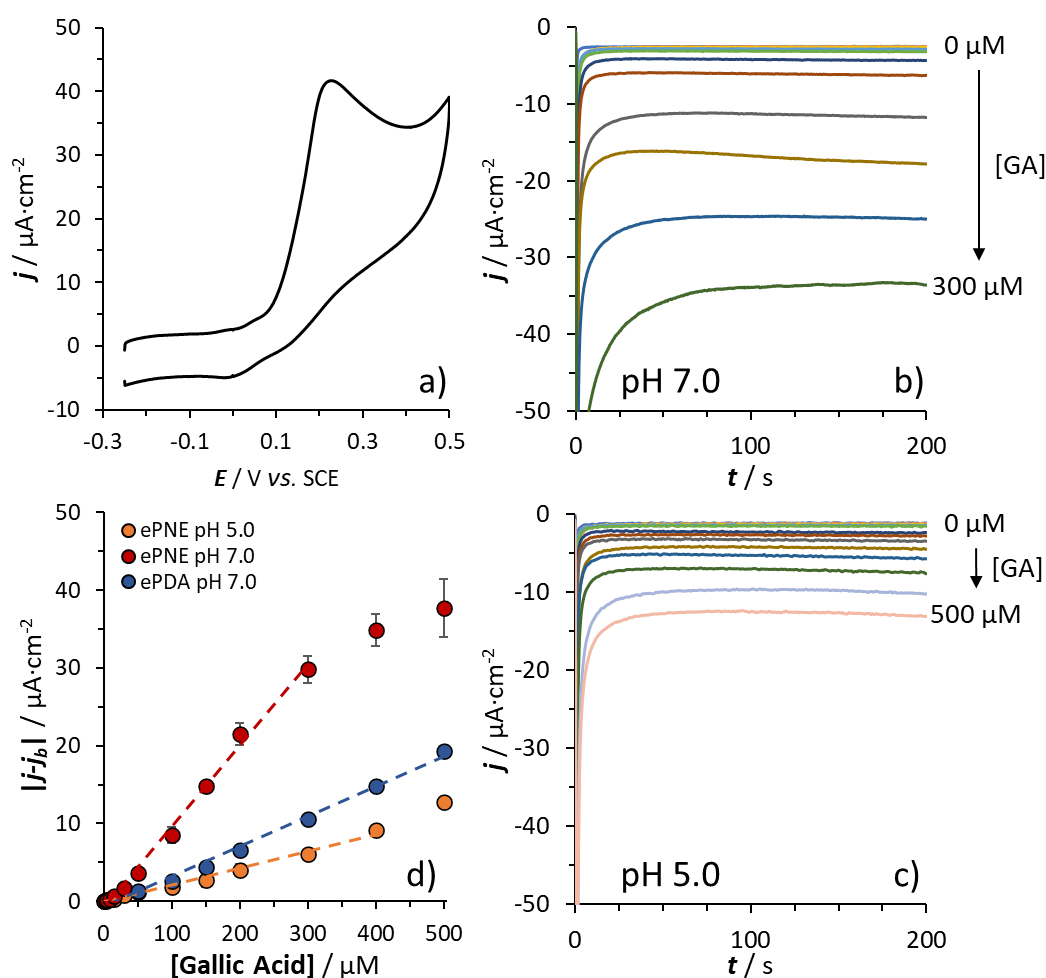 50
40
30
20
10
0
-10
j / µA·cm-2
-0.3
-0.1
0.1
0.3
0.5
E / V vs. SCE
a)
0
-10
-20
-30
-40
-50
j / µA·cm-2
0
100
200
t / s
0 µM
[GA]
300 µM
pH 7.0
b)
50
40
30
20
10
0
|j-jb| / µA·cm-2
ePNE pH 5.0
ePNE pH 7.0
ePDA pH 7.0
0
100
200
300
400
500
[Gallic Acid] / µM
d)
0
-10
-20
-30
-40
-50
j / µA·cm-2
0
100
200
t / s
0 µM
[GA]
500 µM
pH 5.0
c)